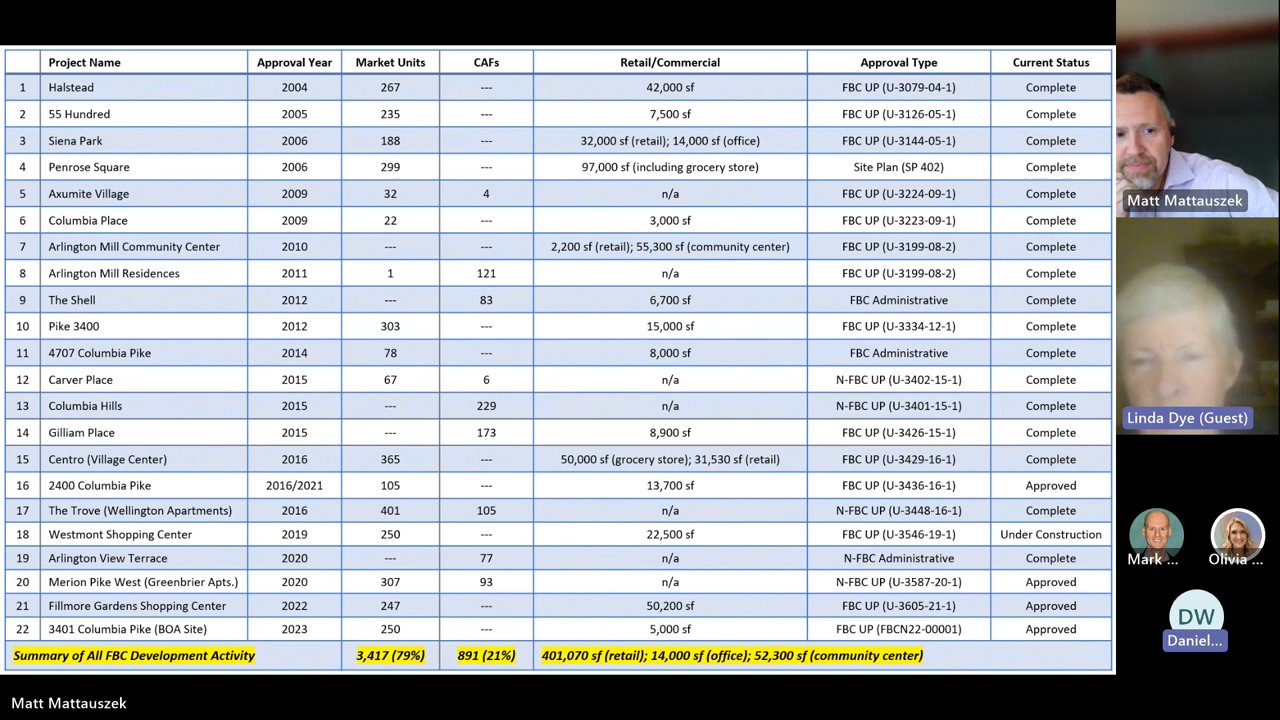 Project Name Approval Year Market Units CAFs Retail/Commercial Approval Type Current Status
1 Halstead 2004 267 --- 42,000 sf FBC UP (U-3079-04-1) Complete
2 55 Hundred 2005 235 --- 7,500 sf FBC UP (U-3126-05-1) Complete
3 Siena Park 2006 188 --- 32,000 sf (retail); 14,000 sf (office) FBC UP (U-3144-05-1) Complete
4 Penrose Square 2006 299 --- 97,000 sf (including grocery store) Site Plan (SP 402) Complete
5 Axumite Village 2009 32 4 n/a FBC UP (U-3224-09-1) Complete
6 Columbia Place 2009 22 --- 3,000 sf FBC UP (U-3223-09-1) Complete
7 Arlington Mill Community Center 2010 --- --- 2,200 sf (retail); 55,300 sf (community center) FBC UP (U-3199-08-2) Complete
8 Arlington Mill Residences 2011 1 121 n/a FBC UP (U-3199-08-2) Complete
9 The Shell 2012 --- 83 6,700 sf FBC Administrative Complete
10 Pike 3400 2012 303 --- 15,000 sf FBC UP (U-3334-12-1) Complete
11 4707 Columbia Pike 2014 78 --- 8,000 sf FBC Administrative Complete
12 Carver Place 2015 67 6 n/a N-FBC UP (U-3402-15-1) Complete
13 Columbia Hills 2015 --- 229 n/a N-FBC UP (U-3401-15-1) Complete
14 Gilliam Place 2015 --- 173 8,900 sf FBC UP (U-3426-15-1) Complete
15 Centro (Village Center) 2016 365 --- 50,000 sf (grocery store); 31,530 sf (retail) FBC UP (U-3429-16-1) Complete
16 2400 Columbia Pike 2016/2021 105 --- 13,700 sf FBC UP (U-3436-16-1) Approved
17 The Trove (Wellington Apartments) 2016 401 105 n/a N-FBC UP (U-3448-16-1) Complete
18 Westmont Shopping Center 2019 250 --- 22,500 sf FBC UP (U-3546-19-1) Under Construction
19 Arlington View Terrace 2020 --- 77 n/a N-FBC Administrative Complete
20 Merion Pike West (Greenbrier Apts.) 2020 307 93 n/a N-FBC UP (U-3587-20-1) Approved
21 Fillmore Gardens Shopping Center 2022 247 --- 50,200 sf FBC UP (U-3605-21-1) Approved
22 3401 Columbia Pike (BOA Site) 2023 250 --- 5,000 sf FBC UP (FBCN22-00001) Approved
Summary of All FBC Development Activity 3,417 (79%) 891 (21%) 401,070 sf (retail); 14,000 sf (office); 52,300 sf (community center)
Matt Mattauszek
Linda Dye (Guest)
Mark ... Olivia ...
DW
Daniel...
Matt Mattauszek